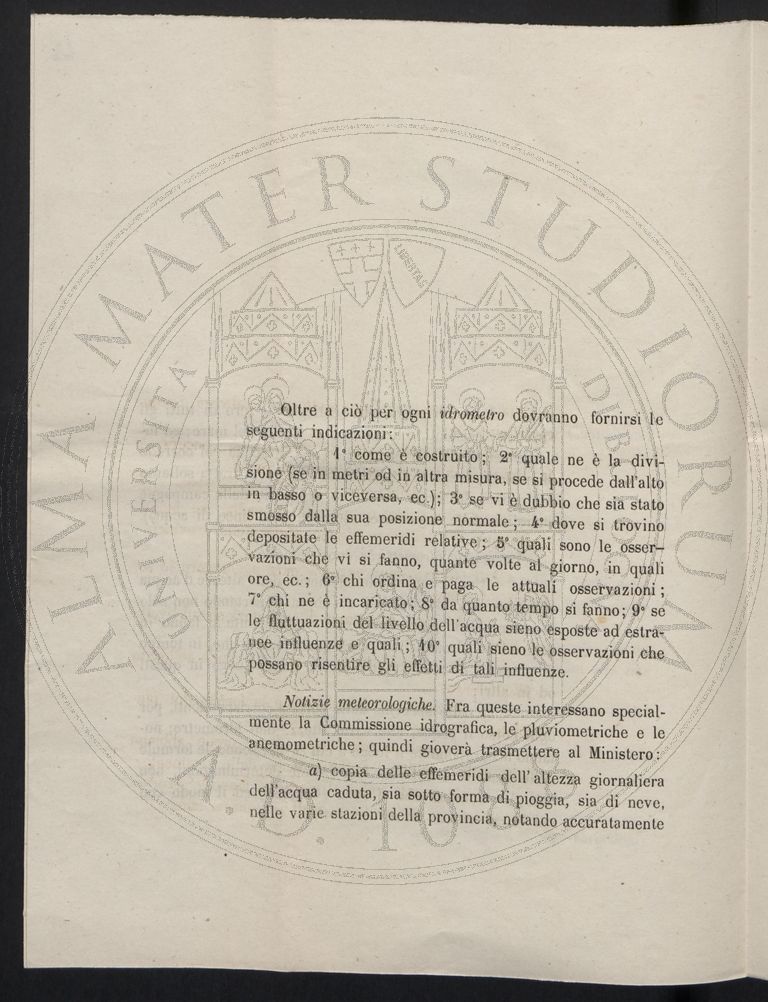 ALMA MATER STUDIORUM
UNIVERSITA
A.D. 1088
LIBERTAS
Oltre a ciò per ogni idrometro dovranno fornirsi le
seguenti indicazioni:
1° come è costruito; 2° quale ne è la divi-
sione (se in metri od in altra misura, se si procede dall'alto
in basso o viceversa, ec.); 3° se vi è dubbio che sia stato
smosso dalla sua posizione normale; 4° dove si trovino
depositate le effemeridi relative; 5° quali sono le osser-
vazioni che vi si fanno, quante volte al giorno, in quali
ore, ec.; 6° chi ordina e paga le attuali osservazioni;
7° chi ne è incaricato; 8° da quanto tempo si fanno; 9° se
le fluttuazioni del livello dell'acqua sieno esposte ad estra-
nee influenze e quali; 10° quali sieno le osservazioni che
possano risentire gli effetti di tali influenze.
Notizie meteorologiche. Fra queste interessano special-
mente la Commissione idrografica, le pluviometriche e le
anemometriche; quindi gioverà trasmettere al Ministero:
a) copia delle effemeridi dell'altezza giornaliera
dell'acqua caduta, sia sotto forma di pioggia, sia di neve,
nelle varie stazioni della provincia, notando accuratamente